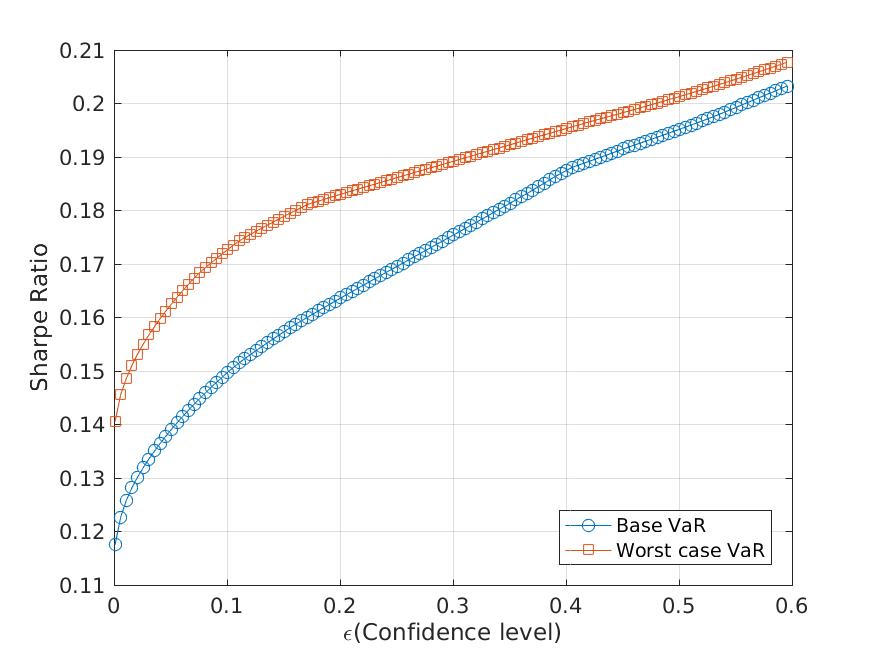 0.21
0.2
0.19
0.18
0.17
0.16
0.15
0.14
0.13
0.12
0.11
Sharpe Ratio
Base VaR
Worst case VaR
0 0.1 0.2 0.3 0.4 0.5 0.6
ϵ(Confidence level)